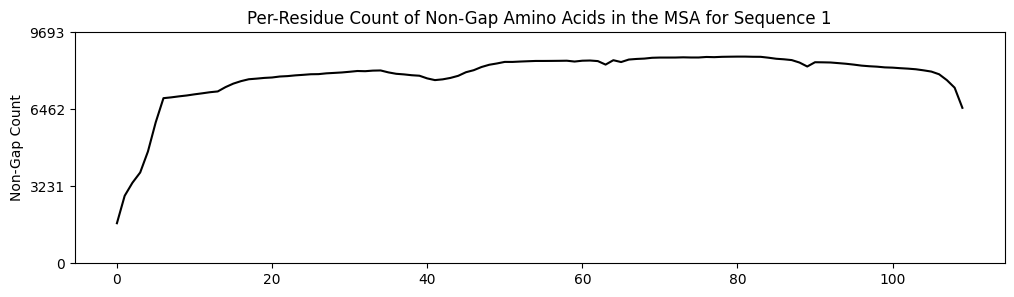 Per-Residue Count of Non-Gap Amino Acids in the MSA for Sequence 1
9693
6462
3231
0
Non-Gap Count
0 20 40 60 80 100